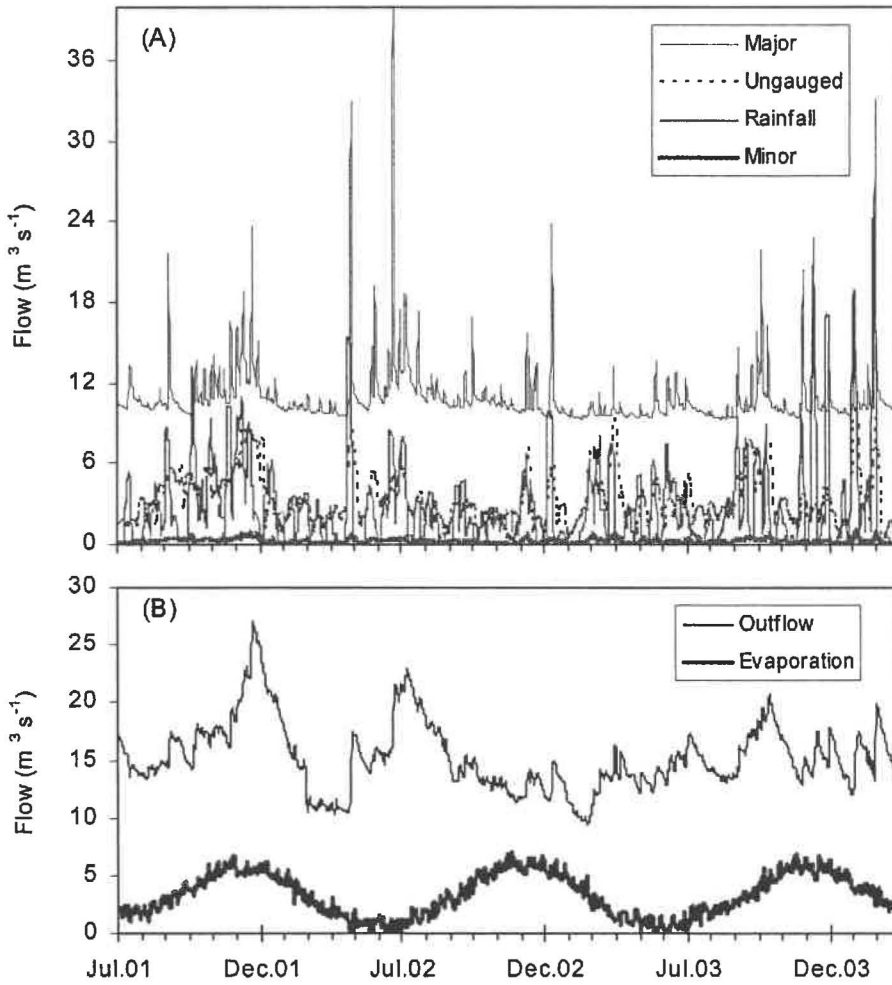 (A)
Major
Ungauged
Rainfall
Minor
Flow (m³ s⁻¹)
36
30
24
18
12
6
0
(B)
Outflow
Evaporation
Flow (m³ s⁻¹)
30
25
20
15
10
5
0
Jul.01 Dec.01 Jul.02 Dec.02 Jul.03 Dec.03